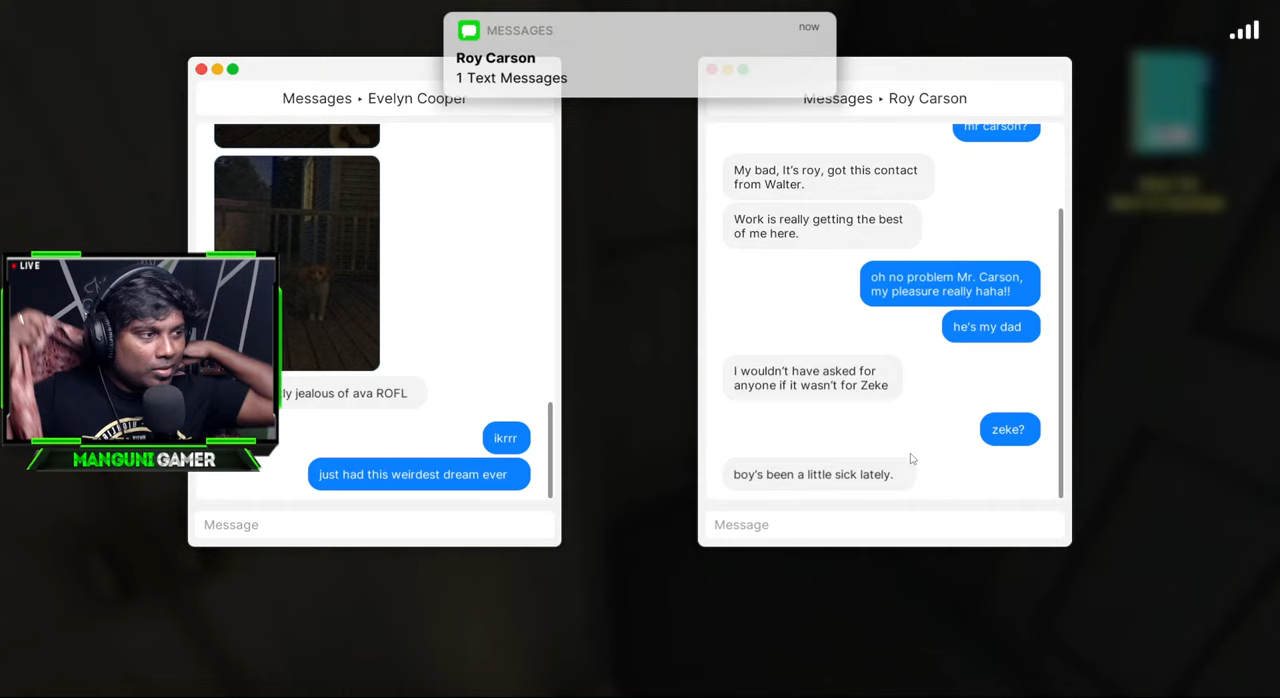 MESSAGES
now
Roy Carson
1 Text Messages
Messages ▸ Evelyn Cooper
ly jealous of ava ROFL
ikrrr
just had this weirdest dream ever
Message
Messages ▸ Roy Carson
mr carson?
My bad, It's roy, got this contact
from Walter.
Work is really getting the best
of me here.
oh no problem Mr. Carson,
my pleasure really haha!!
he's my dad
I wouldn't have asked for
anyone if it wasn't for Zeke
zeke?
boy's been a little sick lately.
Message
LIVE
MANGUNI GAMER